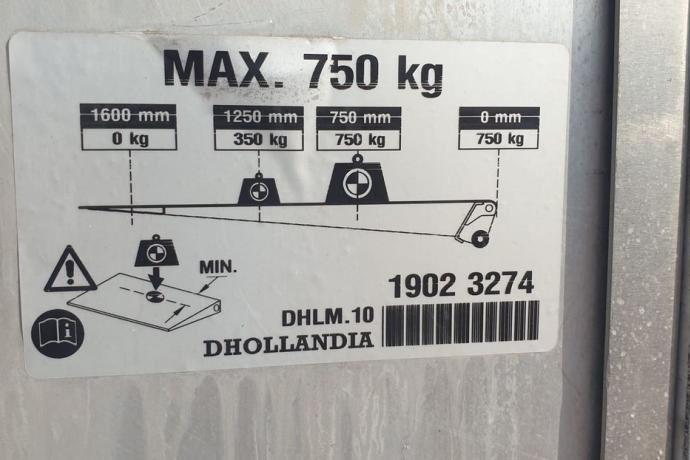 MAX. 750 kg
1600 mm 1250 mm 750 mm 0 mm
0 kg 350 kg 750 kg 750 kg
MIN.
1902 3274
DHLM.10
DHOLLANDIA